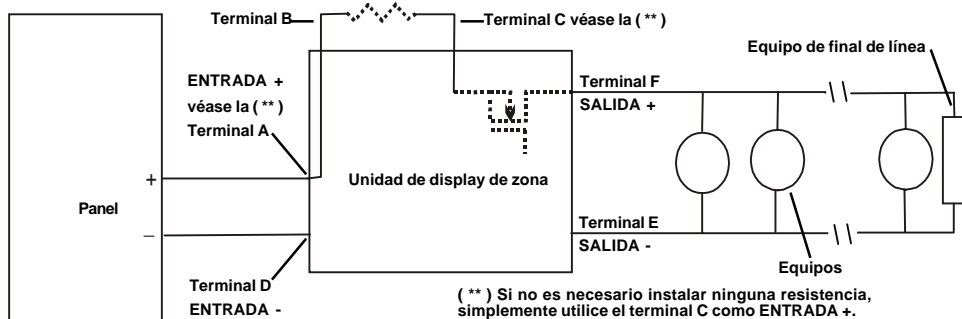 Terminal B
Terminal C véase la ( ** )
Equipo de final de línea
ENTRADA +
véase la ( ** )
Terminal A
Terminal F
SALIDA +
+
Panel
Unidad de display de zona
–
Terminal E
SALIDA -
Terminal D
ENTRADA -
Equipos
( ** ) Si no es necesario instalar ninguna resistencia,
simplemente utilice el terminal C como ENTRADA +.